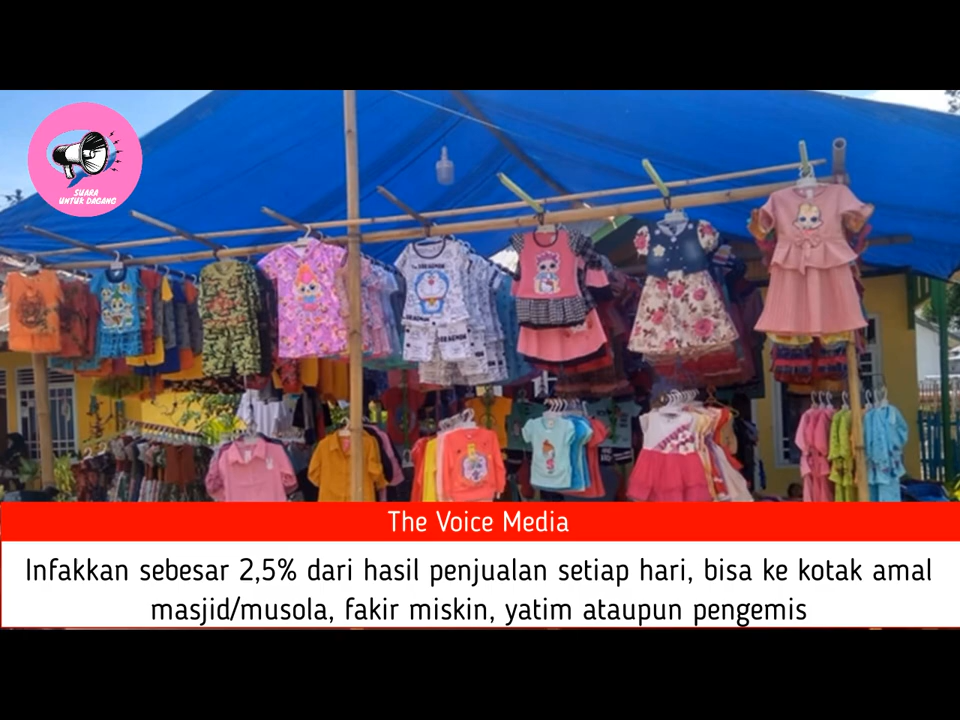 SUARA
UNTUK DAGANG
DORAEMON
The Voice Media
Infakkan sebesar 2,5% dari hasil penjualan setiap hari, bisa ke kotak amal
masjid/musola, fakir miskin, yatim ataupun pengemis